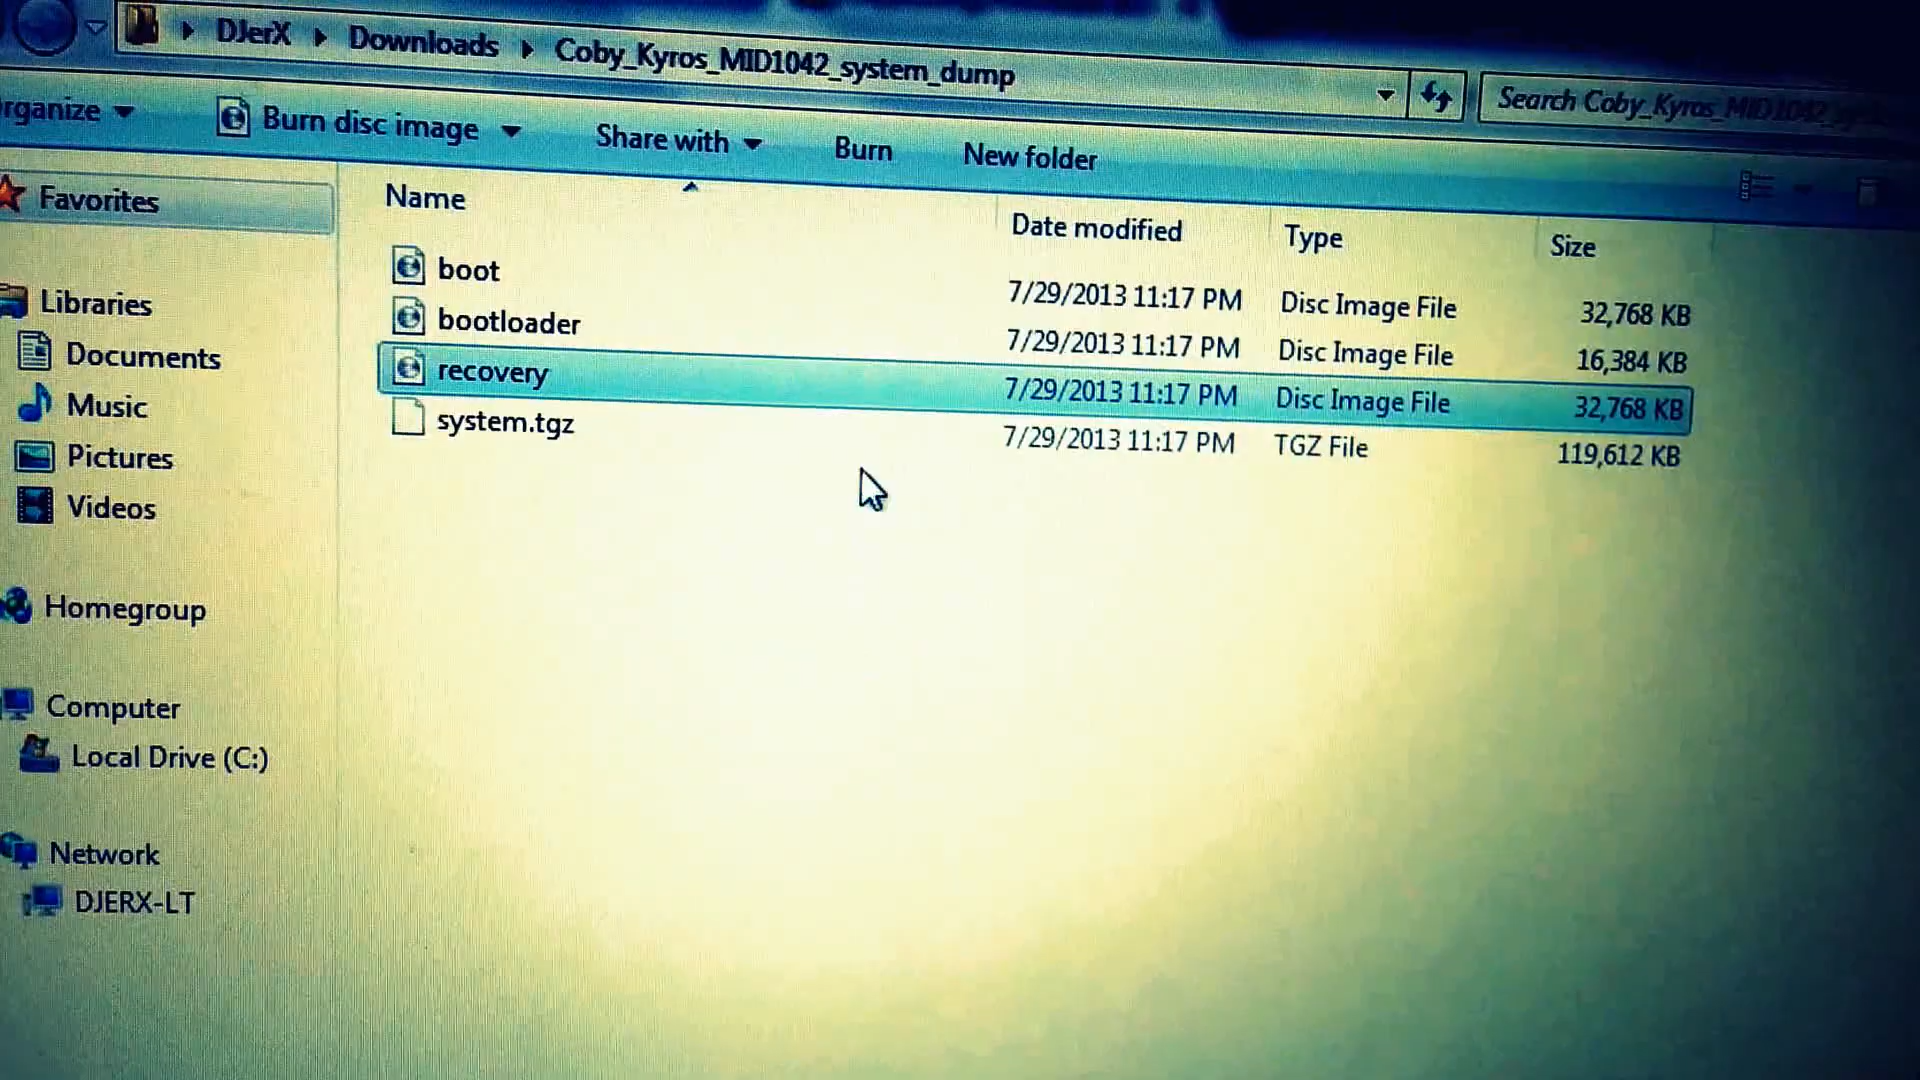 DJerX Downloads Coby_Kyros_MID1042_system_dump
Search Coby_Kyros_MID1042_sy
rganize Burn disc image Share with Burn New folder
Favorites
Libraries
Documents
Music
Pictures
Videos
Homegroup
Computer
Local Drive (C:)
Network
DJERX-LT
Name Date modified Type Size
boot 7/29/2013 11:17 PM Disc Image File 32,768 KB
bootloader 7/29/2013 11:17 PM Disc Image File 16,384 KB
recovery 7/29/2013 11:17 PM Disc Image File 32,768 KB
system.tgz 7/29/2013 11:17 PM TGZ File 119,612 KB